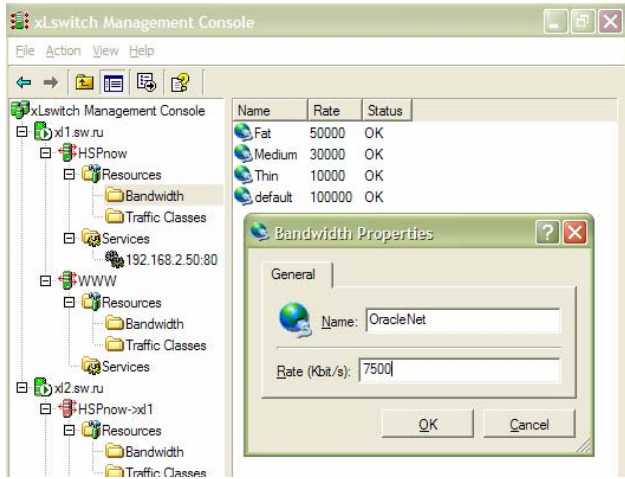 xLswitch Management Console
File Action View Help
xLswitch Management Console
xl1.sw.ru
HSPnow
Resources
Bandwidth
Traffic Classes
Services
192.168.2.50:80
WWW
Resources
Bandwidth
Traffic Classes
Services
xl2.sw.ru
HSPnow->xl1
Resources
Bandwidth
Traffic Classes
Name Rate Status
Fat 50000 OK
Medium 30000 OK
Thin 10000 OK
default 100000 OK
Bandwidth Properties
General
Name: OracleNet
Rate (Kbit/s): 7500
OK Cancel